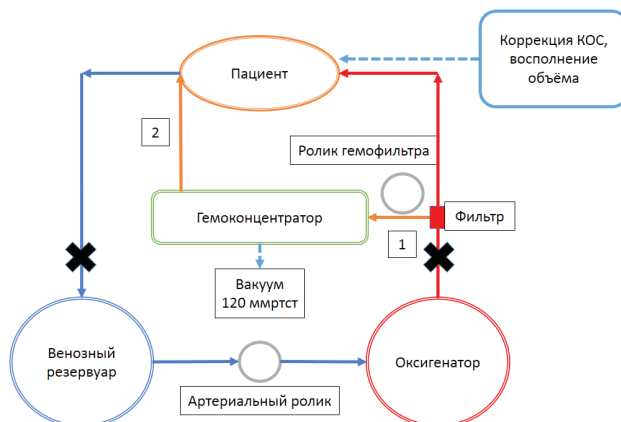 Коррекция КОС,
восполнение
объёма
Пациент
2
Ролик гемофильтра
Гемоконцентратор
Фильтр
1
Вакуум
120 ммртст
Венозный
резервуар
Оксигенатор
Артериальный ролик